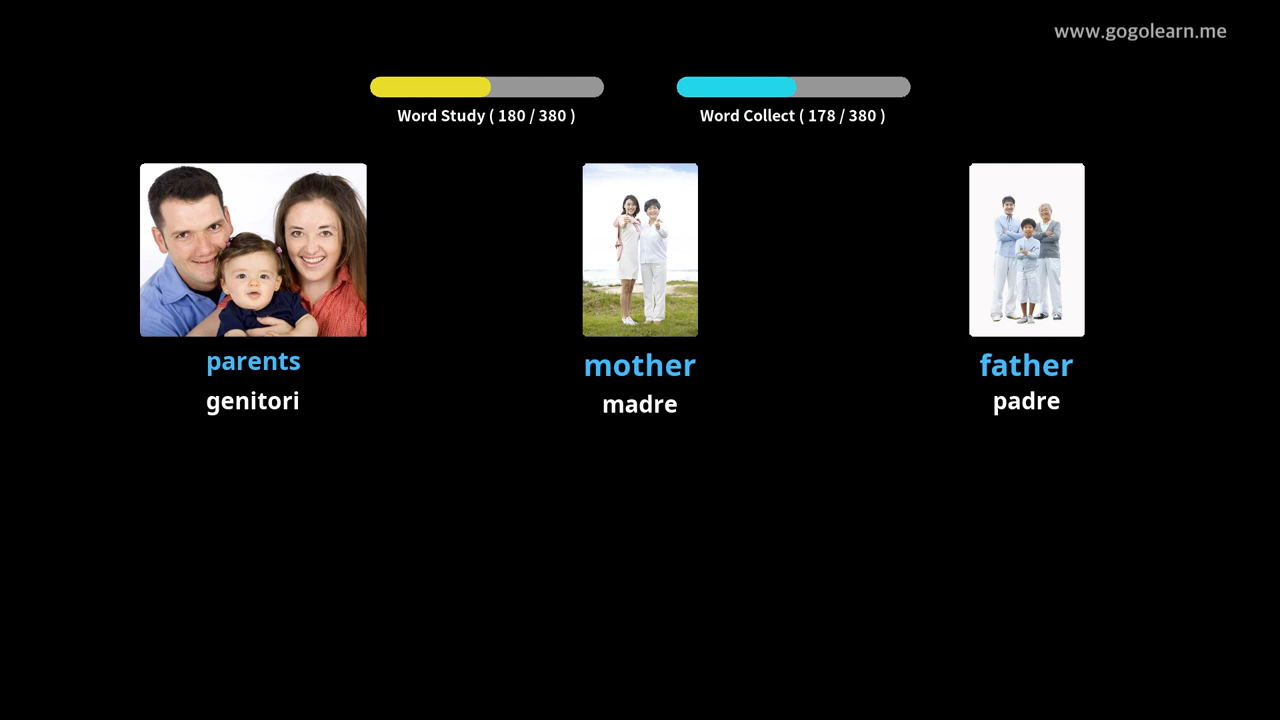 www.gogolearn.me
Word Study ( 180 / 380 )
Word Collect ( 178 / 380 )
parents
genitori
mother
madre
father
padre